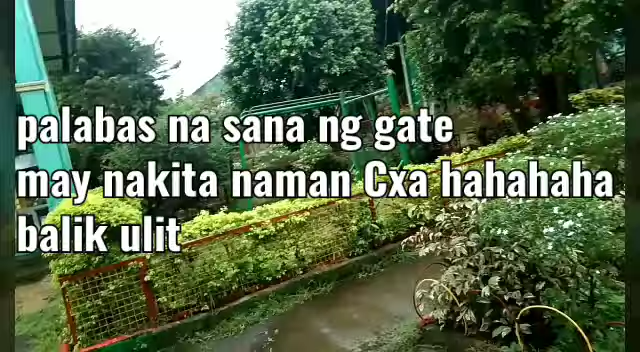 palabas na sana ng gate
may nakita naman Cxa hahahaha
balik ulit